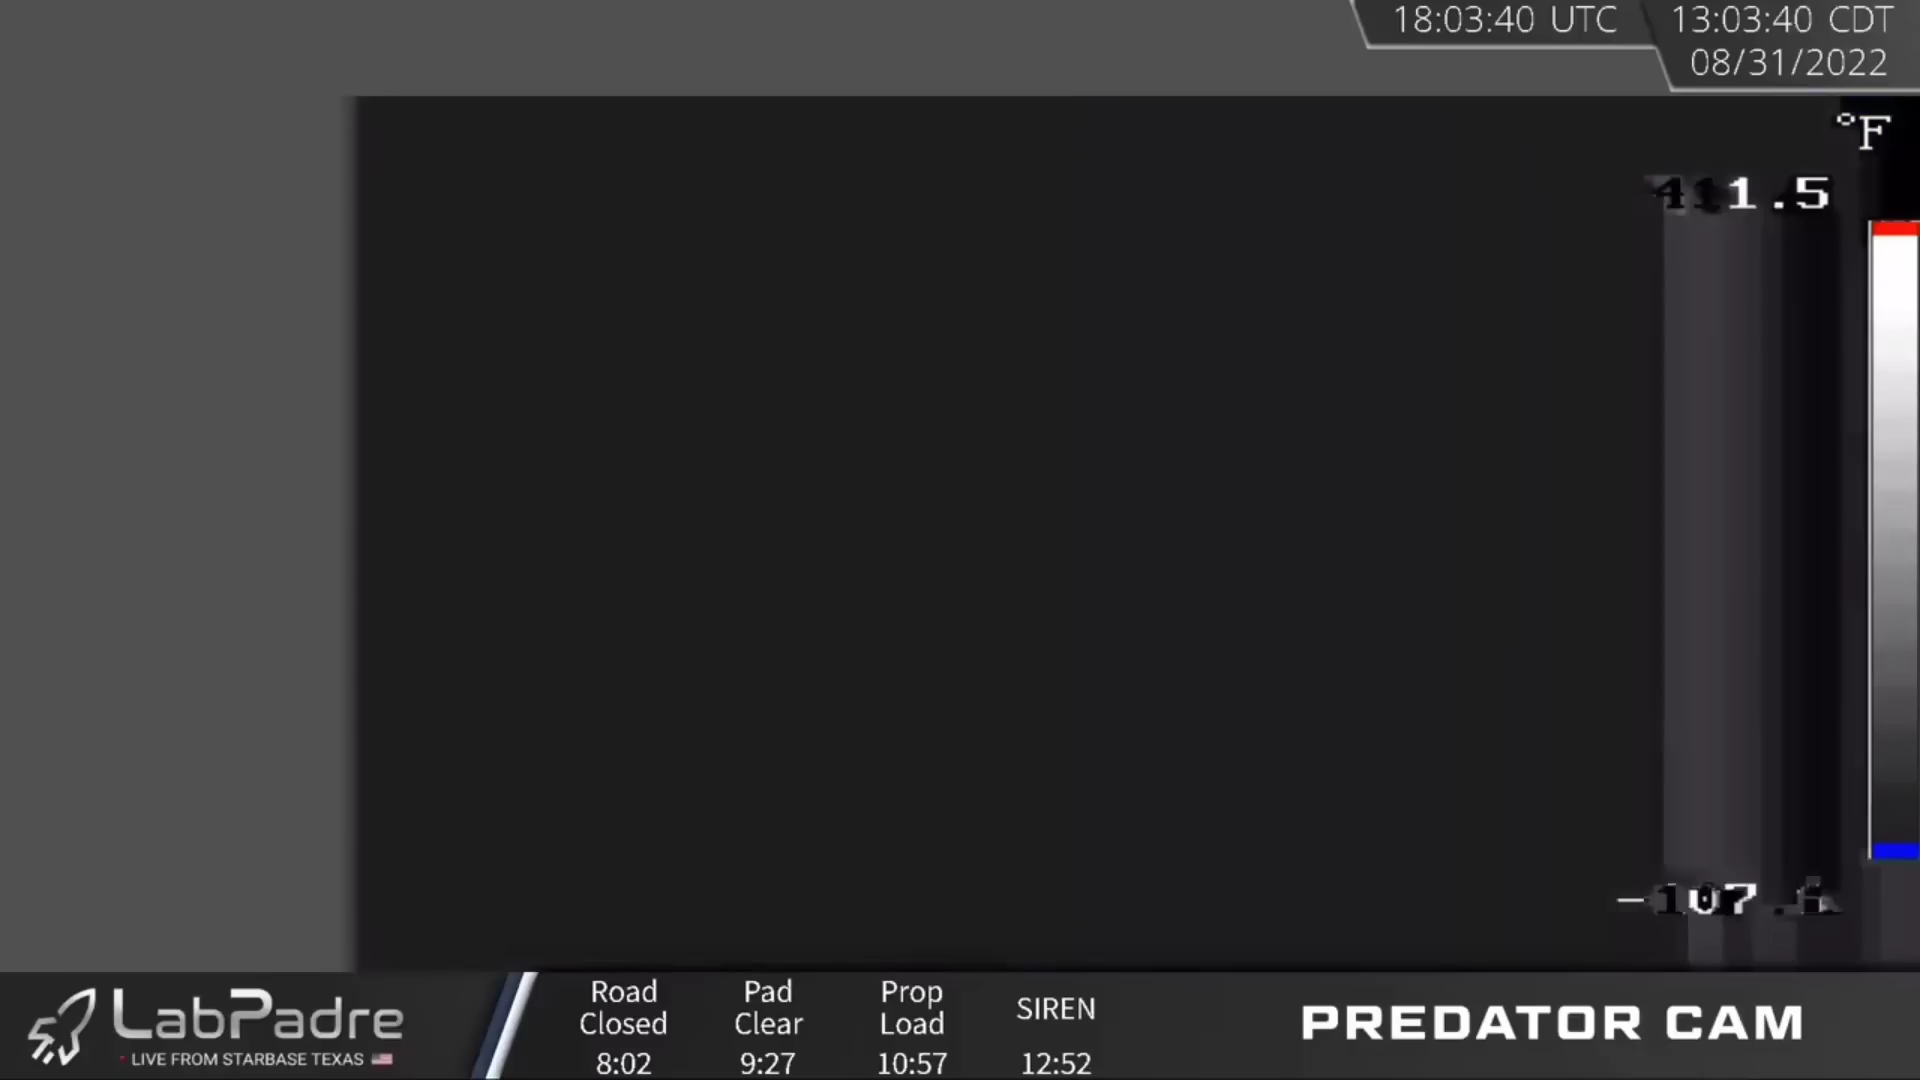 18:03:40 UTC
13:03:40 CDT
08/31/2022
°F
411.5
-107
LabPadre
LIVE FROM STARBASE TEXAS
Road Closed
8:02
Pad Clear
9:27
Prop Load
10:57
SIREN
12:52
PREDATOR CAM